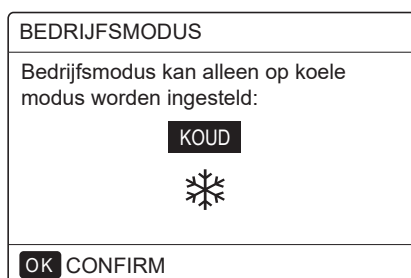 BEDRIJFSMODUS
Bedrijfsmodus kan alleen op koele
modus worden ingesteld:
KOUD
OK CONFIRM